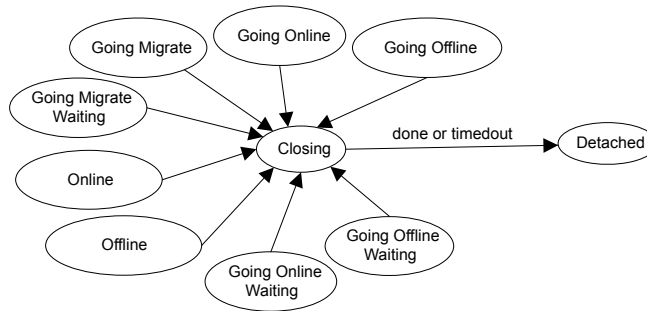 Going Migrate
Going Online
Going Offline
Going Migrate
Waiting
Closing
done or timedout
Detached
Online
Offline
Going Online
Waiting
Going Offline
Waiting